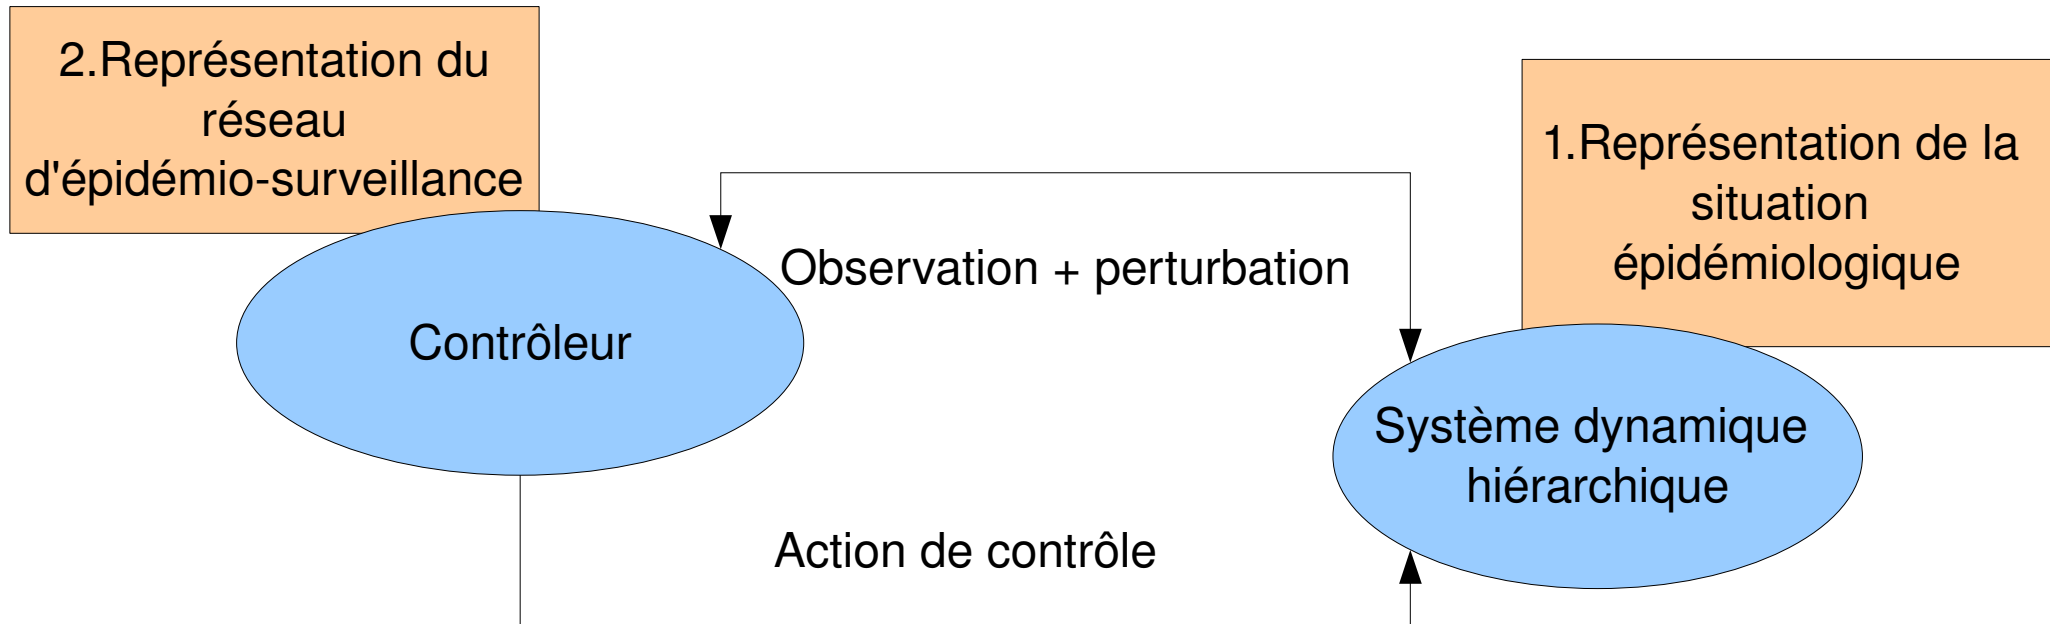 2.Représentation du
réseau
d'épidémio-surveillance
1.Représentation de la
situation
épidémiologique
Observation + perturbation
Contrôleur
Système dynamique
hiérarchique
Action de contrôle